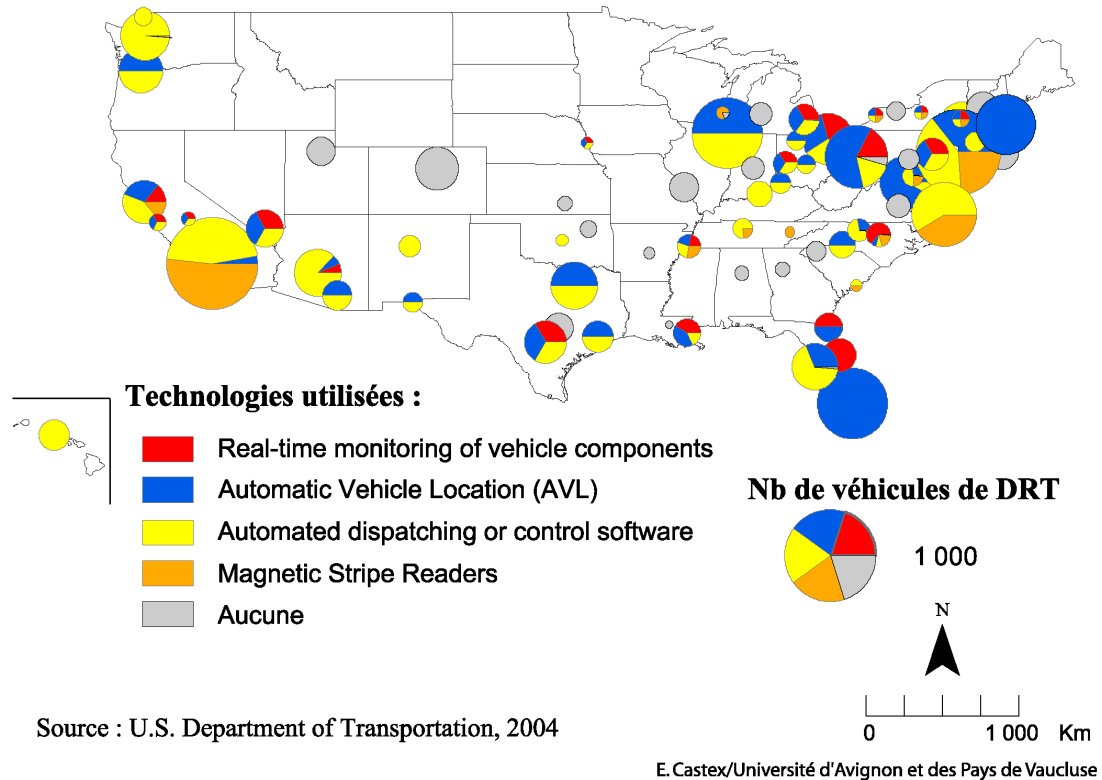 Technologies utilisées :
Real-time monitoring of vehicle components
Automatic Vehicle Location (AVL)
Automated dispatching or control software
Magnetic Stripe Readers
Aucune
Nb de véhicules de DRT
1 000
N
0 1 000 Km
Source : U.S. Department of Transportation, 2004
E. Castex/Université d'Avignon et des Pays de Vaucluse